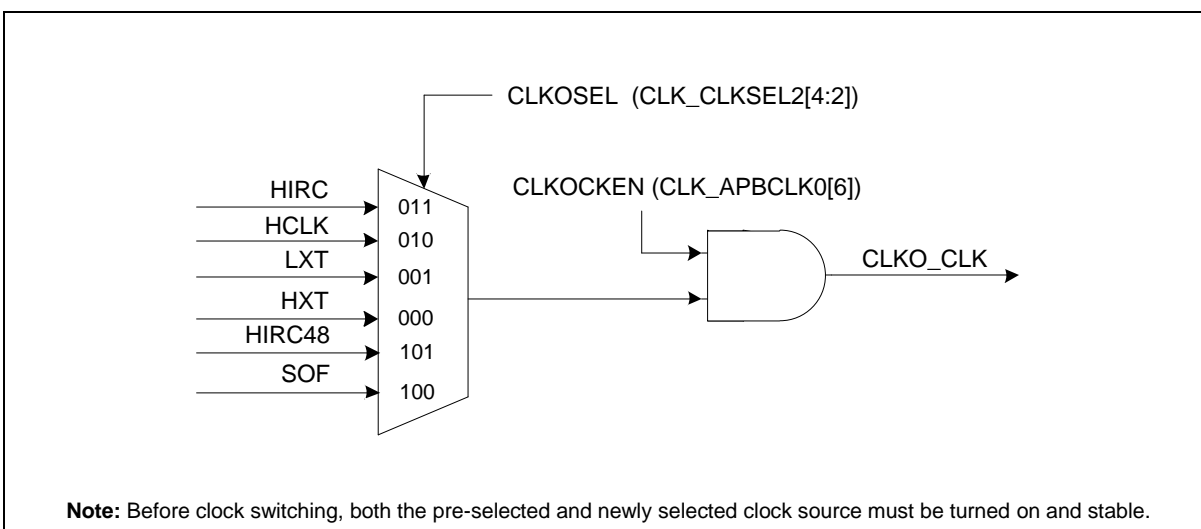 CLKOSEL (CLK_CLKSEL2[4:2])
CLKOCKEN (CLK_APBCLK0[6])
HIRC
011
HCLK
010
LXT
001
HXT
000
HIRC48
101
SOF
100
CLKO_CLK
Note: Before clock switching, both the pre-selected and newly selected clock source must be turned on and stable.